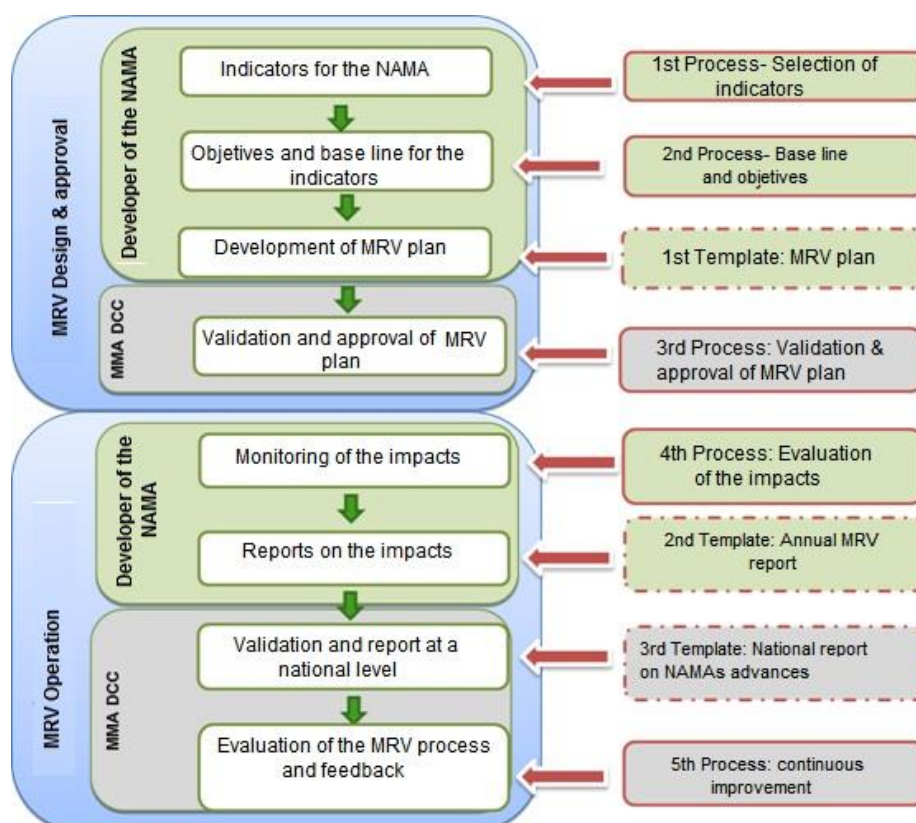 MRV Design & approval
Developer of the NAMA
Indicators for the NAMA
1st Process- Selection of
indicators
Objetives and base line for the
indicators
2nd Process- Base line
and objetives
Development of MRV plan
1st Template: MRV plan
MMA DCC
Validation and approval of MRV
plan
3rd Process: Validation &
approval of MRV plan
MRV Operation
Developer of the
NAMA
Monitoring of the impacts
4th Process: Evaluation
of the impacts
Reports on the impacts
2nd Template: Annual MRV
report
MMA DCC
Validation and report at a
national level
3rd Template: National report
on NAMAs advances
Evaluation of the MRV process
and feedback
5th Process: continuous
improvement